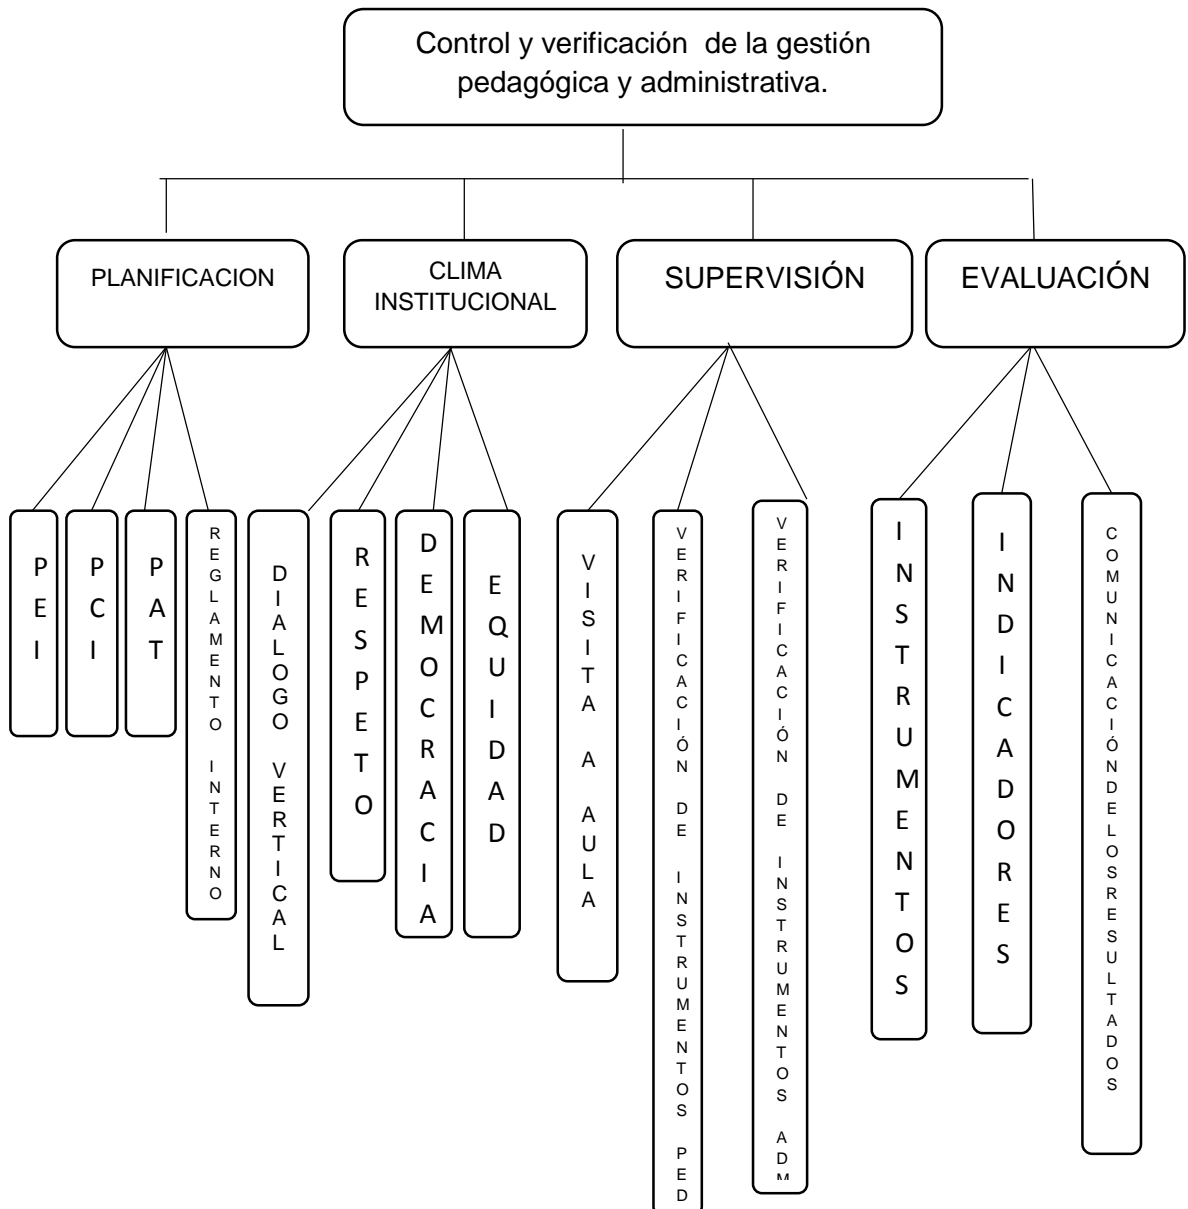 Control y verificación de la gestión
pedagógica y administrativa.
PLANIFICACION
CLIMA
INSTITUCIONAL
SUPERVISIÓN
EVALUACIÓN
PEI
PCI
PAT
REGLAMENTO INTERNO
DIALOGO VERTICAL
RESPETO
DEMOCRACIA
EQUIDAD
VISITA A AULA
VERIFICACIÓN DE INSTRUMENTOS PED
VERIFICACIÓN DE INSTRUMENTOS ADM
INSTRUMENTOS
INDICADORES
COMUNICACIÓNDELOSRESULTADOS